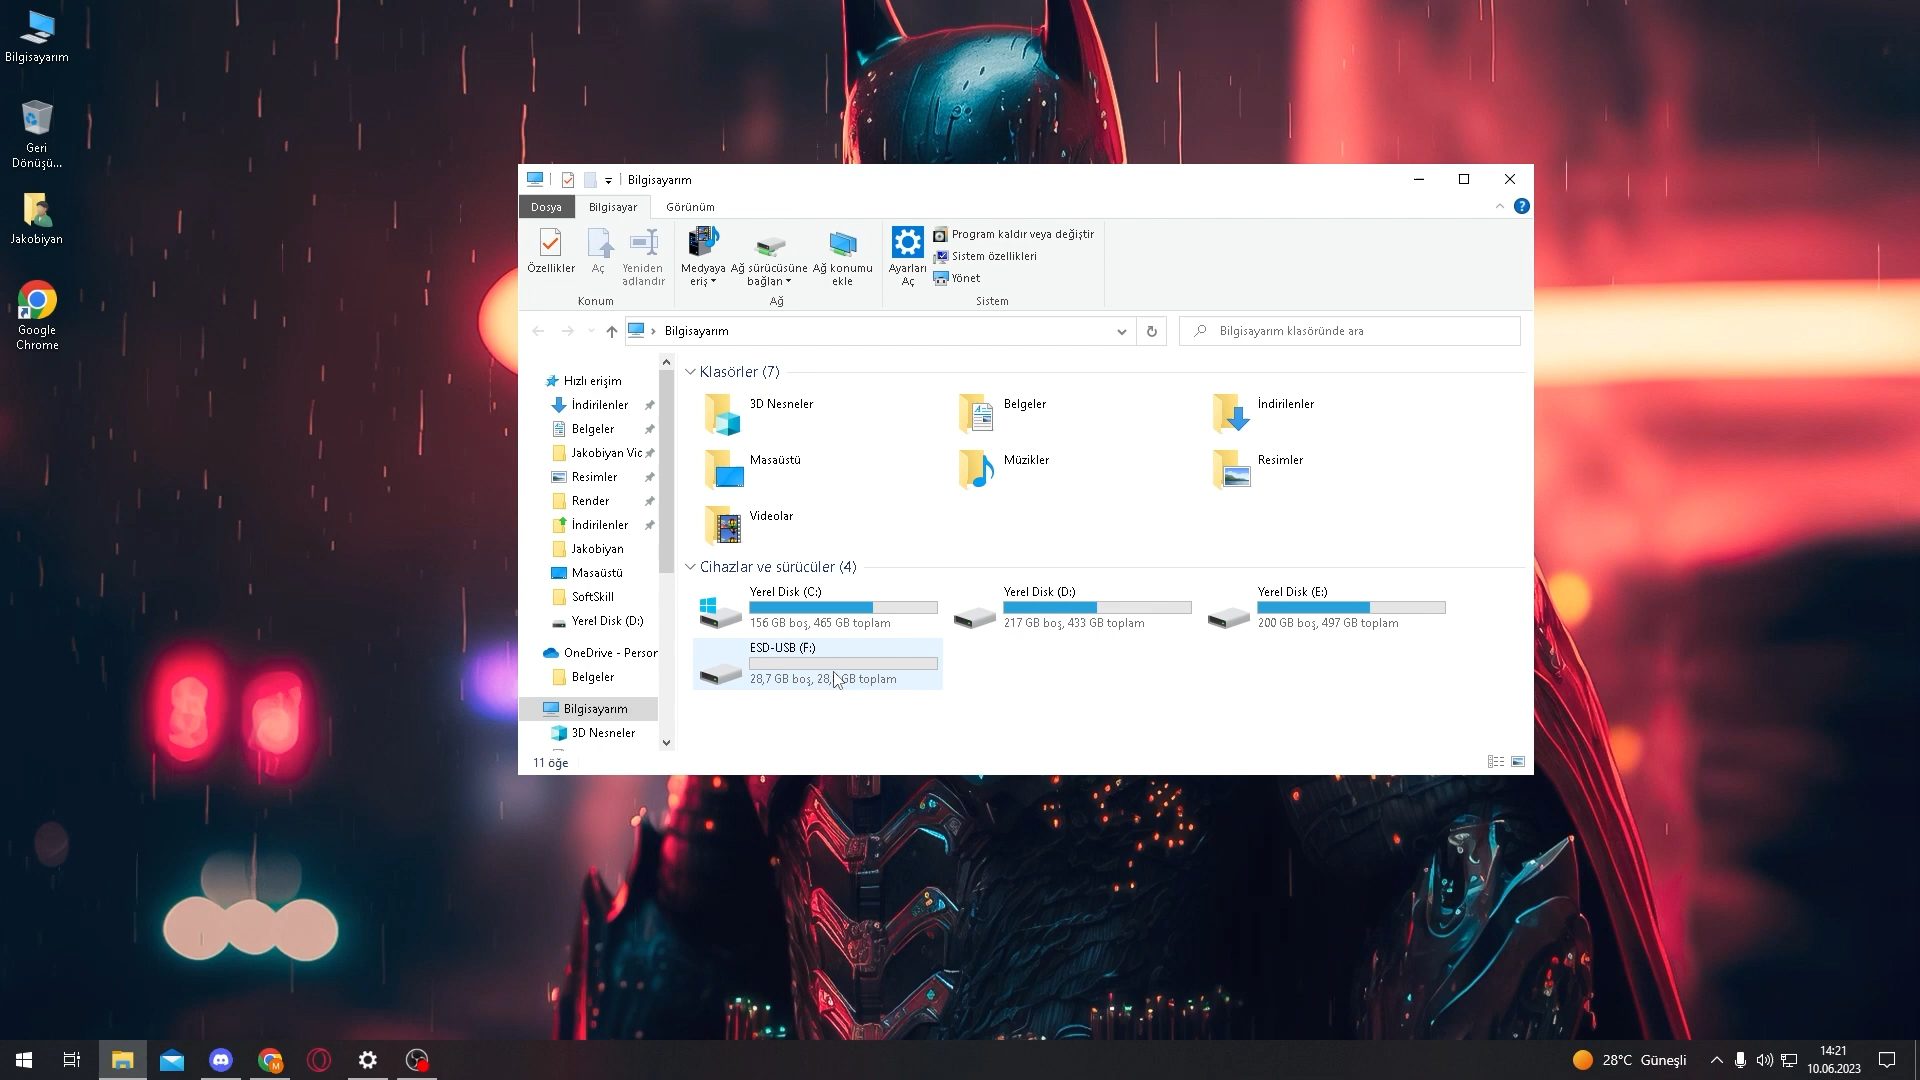 Bilgisayarım
Geri
Dönüşü...
Jakobiyan
Google
Chrome
Bilgisayarım
Dosya
Bilgisayar
Görünüm
Özellikler
Aç
Yeniden
adlandır
Konum
Medyaya
eriş
Ağ sürücüsüne
bağlan
Ağ konumu
ekle
Ağ
Ayarları
Aç
Program kaldır veya değiştir
Sistem özellikleri
Yönet
Sistem
Bilgisayarım
Bilgisayarım klasöründe ara
Hızlı erişim
İndirilenler
Belgeler
Jakobiyan Vic
Resimler
Render
İndirilenler
Jakobiyan
Masaüstü
SoftSkill
Yerel Disk (D:)
OneDrive - Person
Belgeler
Bilgisayarım
3D Nesneler
Klasörler (7)
3D Nesneler
Belgeler
İndirilenler
Masaüstü
Müzikler
Resimler
Videolar
Cihazlar ve sürücüler (4)
Yerel Disk (C:)
156 GB boş, 465 GB toplam
Yerel Disk (D:)
217 GB boş, 433 GB toplam
Yerel Disk (E:)
200 GB boş, 497 GB toplam
ESD-USB (F:)
28,7 GB boş, 28, GB toplam
11 öğe
28°C Güneşli
14:21
10.06.2023